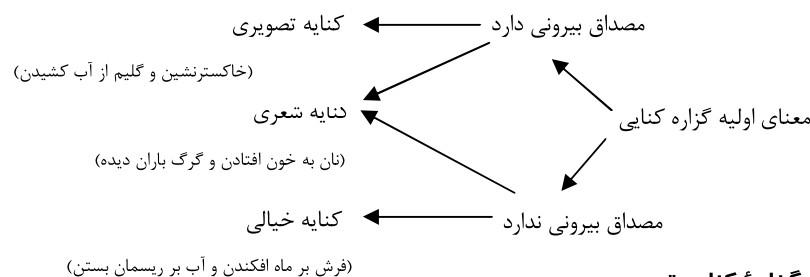 مصداق بیرونی دارد
کنایه تصویری
(خاکسترنشین و گلیم از آب کشیدن)
معنای اولیه گزاره کنایی
کنایه شعری
(نان به خون افتادن و گرگ باران دیده)
مصداق بیرونی ندارد
کنایه خیالی
(فرش بر ماه افکندن و آب بر ریسمان بستن)